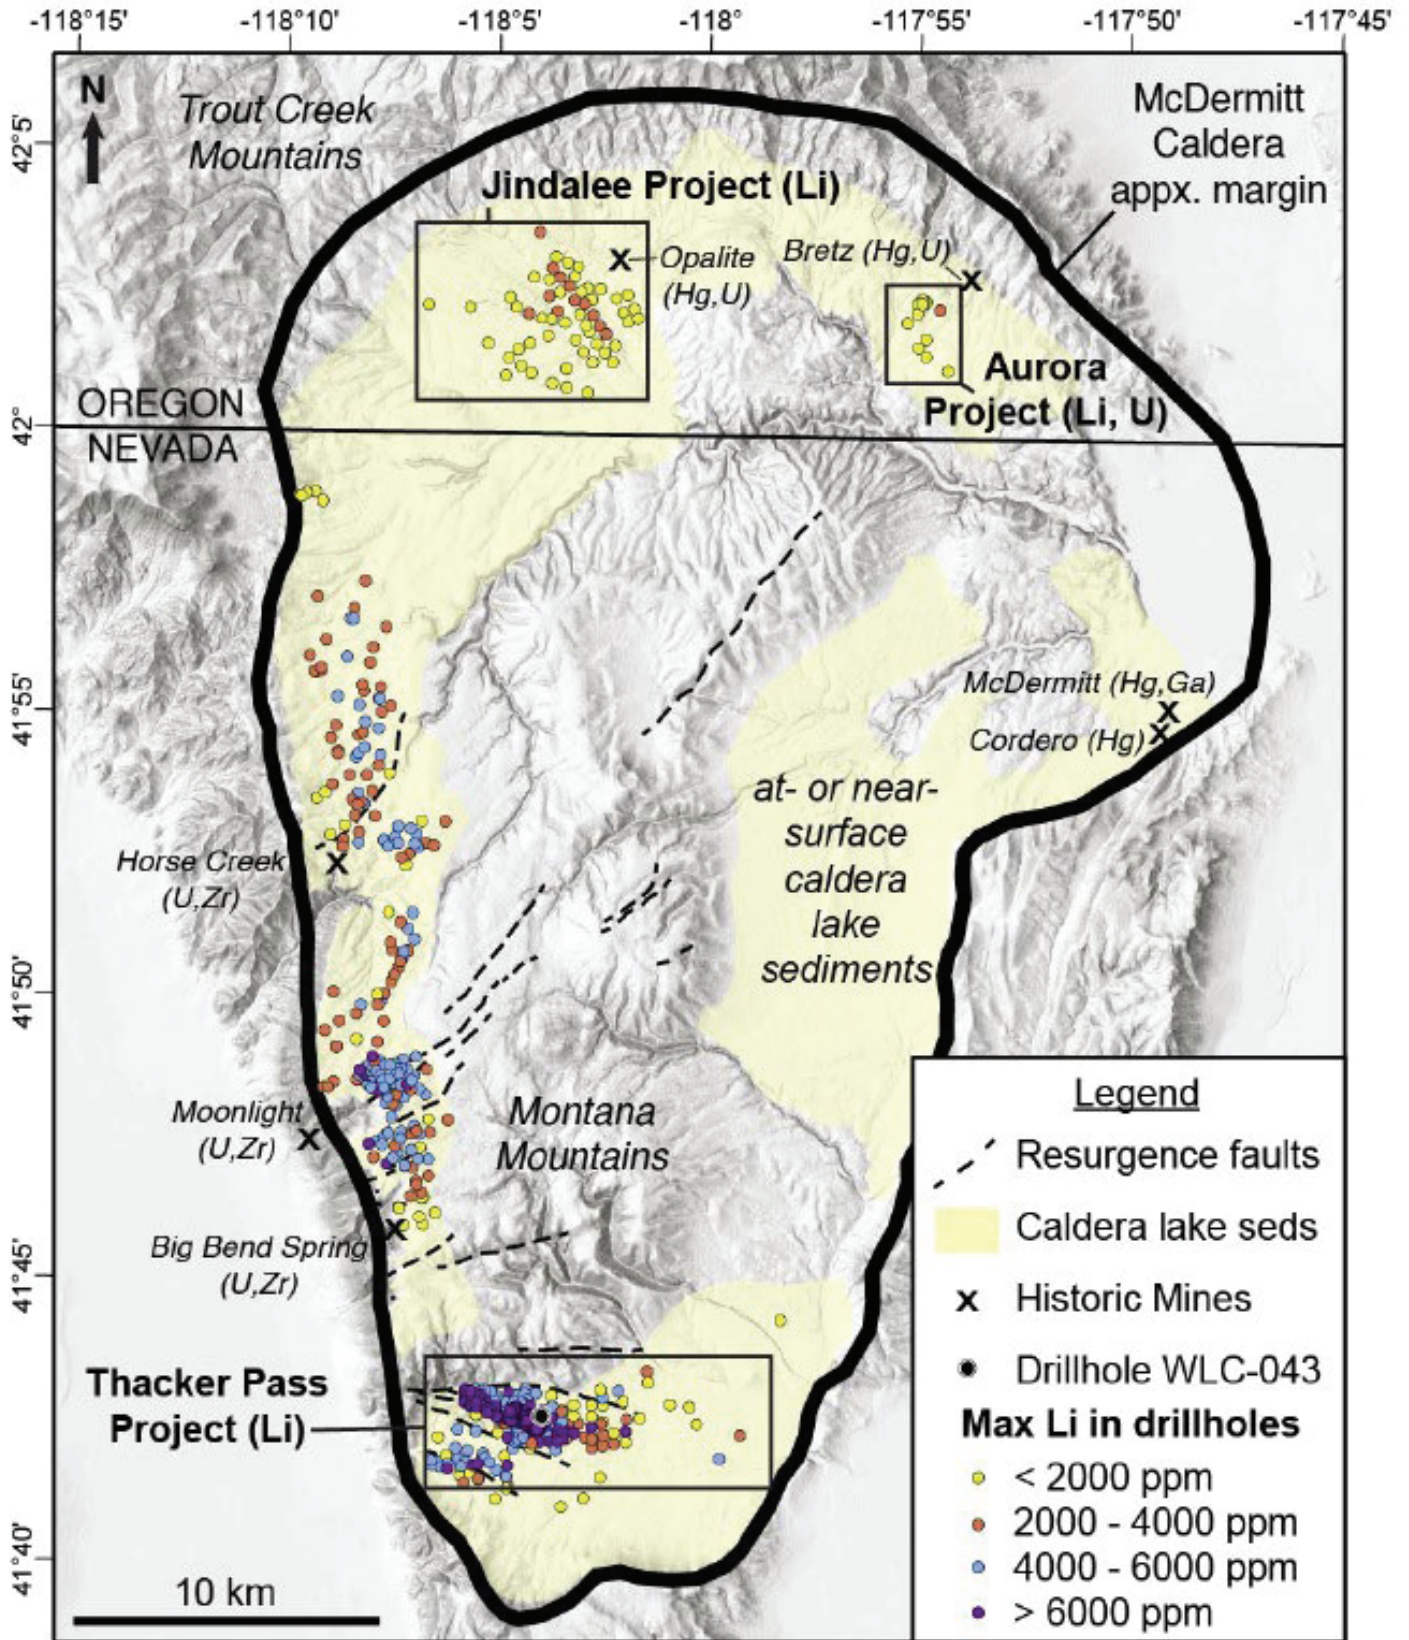 -118°15'
-118°10'
-118°5'
-118°
-117°55'
-117°50'
-117°45'
42°5'
42°
41°55'
41°50'
41°45'
41°40'
N
Trout Creek
Mountains
McDermitt
Caldera
appx. margin
Jindalee Project (Li)
Opalite
(Hg,U)
Bretz (Hg,U)
Aurora
Project (Li, U)
OREGON
NEVADA
McDermitt (Hg,Ga)
Cordero (Hg)
at- or near-
surface
caldera
lake
sediments
Horse Creek
(U,Zr)
Moonlight
(U,Zr)
Montana
Mountains
Big Bend Spring
(U,Zr)
Thacker Pass
Project (Li)
10 km
Legend
Resurgence faults
Caldera lake seds
x Historic Mines
Drillhole WLC-043
Max Li in drillholes
< 2000 ppm
2000 - 4000 ppm
4000 - 6000 ppm
> 6000 ppm